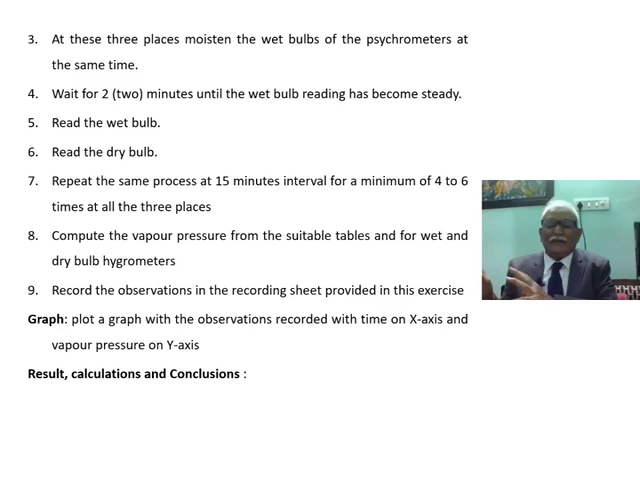 3. At these three places moisten the wet bulbs of the psychrometers at
the same time.
4. Wait for 2 (two) minutes until the wet bulb reading has become steady.
5. Read the wet bulb.
6. Read the dry bulb.
7. Repeat the same process at 15 minutes interval for a minimum of 4 to 6
times at all the three places
8. Compute the vapour pressure from the suitable tables and for wet and
dry bulb hygrometers
9. Record the observations in the recording sheet provided in this exercise
Graph: plot a graph with the observations recorded with time on X-axis and
vapour pressure on Y-axis
Result, calculations and Conclusions :